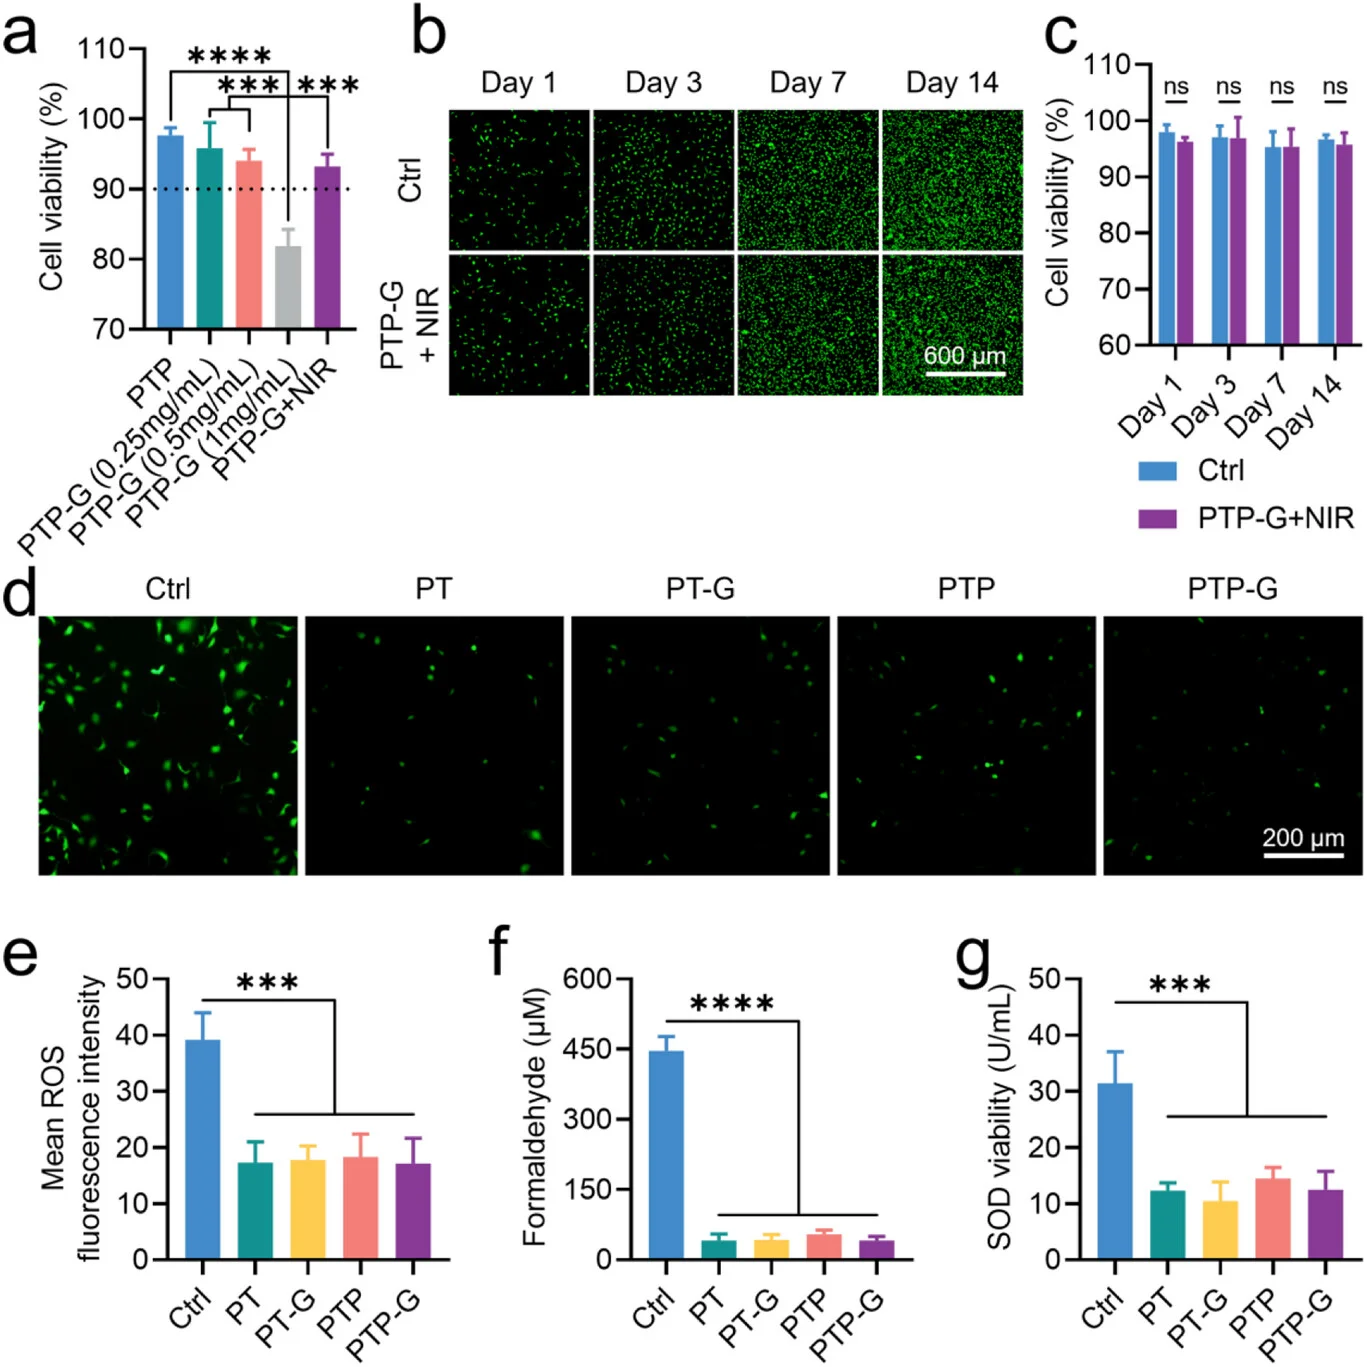 a
Cell viability (%)
110
100
90
80
70
****
*** ***
PTP
PTP-G (0.25mg/mL)
PTP-G (0.5mg/mL)
PTP-G (1mg/mL)
PTP-G+NIR
b
Day 1 Day 3 Day 7 Day 14
Ctrl
PTP-G
+ NIR
600 μm
c
Cell viability (%)
110
100
90
80
70
60
ns ns ns ns
Day 1
Day 3
Day 7
Day 14
Ctrl
PTP-G+NIR
d
Ctrl PT PT-G PTP PTP-G
200 μm
e
Mean ROS
fluorescence intensity
50
40
30
20
10
0
***
Ctrl
PT
PT-G
PTP
PTP-G
f
Formaldehyde (μM)
600
450
300
150
0
****
Ctrl
PT
PT-G
PTP
PTP-G
g
SOD viability (U/mL)
50
40
30
20
10
0
***
Ctrl
PT
PT-G
PTP
PTP-G